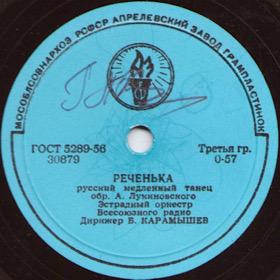 МОСОБЛСОВНАРХОЗ РСФСР АПРЕЛЕВСКИЙ ЗАВОД ГРАМПЛАСТИНОК
ГОСТ 5289-56
30879
Третья гр.
0-57
РЕЧЕНЬКА
русский медленный танец
обр. А. Лукиновского
Эстрадный оркестр
Всесоюзного радио
Дирижер Б. КАРАМЫШЕВ